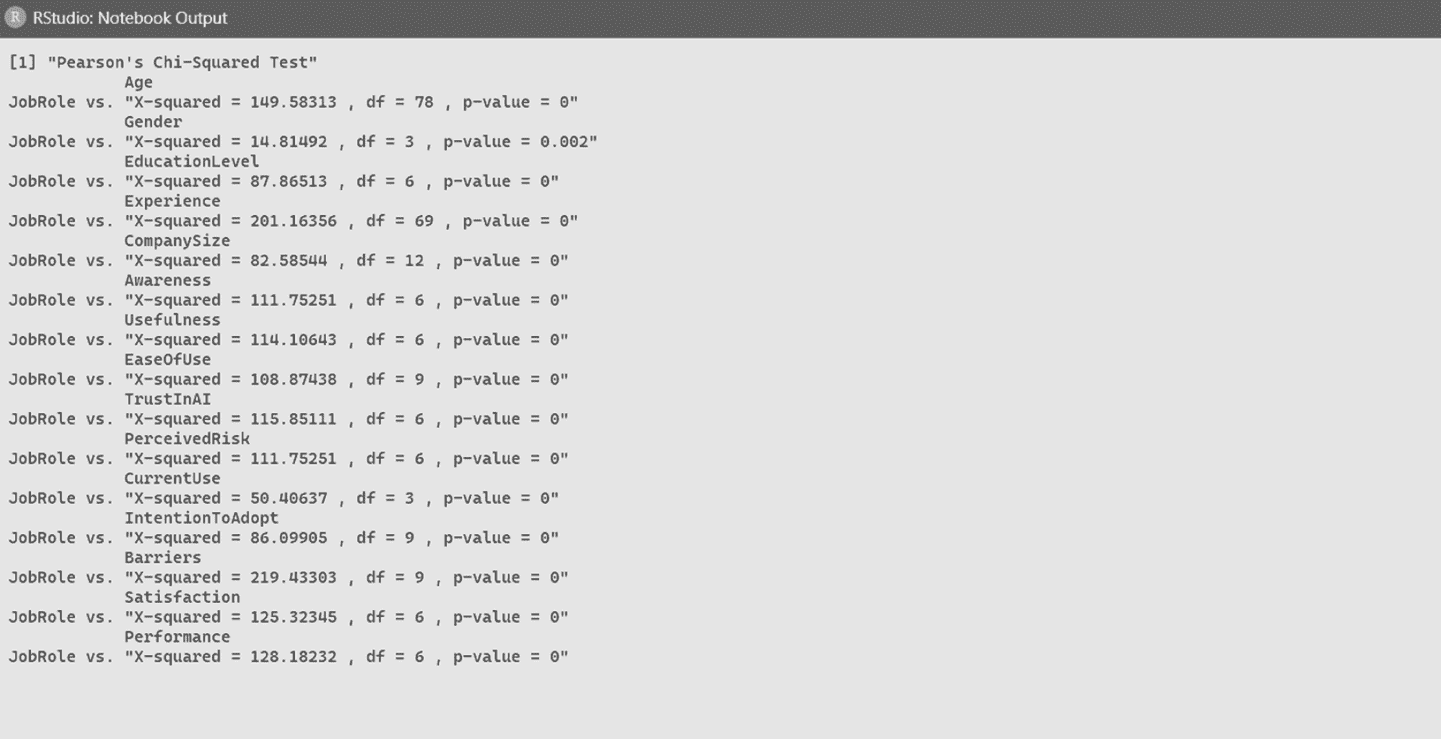 R RStudio: Notebook Output
[1] "Pearson's Chi-Squared Test"
Age
JobRole vs. "X-squared = 149.58313 , df = 78 , p-value = 0"
Gender
JobRole vs. "X-squared = 14.81492 , df = 3 , p-value = 0.002"
EducationLevel
JobRole vs. "X-squared = 87.86513 , df = 6 , p-value = 0"
Experience
JobRole vs. "X-squared = 201.16356 , df = 69 , p-value = 0"
CompanySize
JobRole vs. "X-squared = 82.58544 , df = 12 , p-value = 0"
Awareness
JobRole vs. "X-squared = 111.75251 , df = 6 , p-value = 0"
Usefulness
JobRole vs. "X-squared = 114.10643 , df = 6 , p-value = 0"
EaseOfUse
JobRole vs. "X-squared = 108.87438 , df = 9 , p-value = 0"
TrustInAI
JobRole vs. "X-squared = 115.85111 , df = 6 , p-value = 0"
PerceivedRisk
JobRole vs. "X-squared = 111.75251 , df = 6 , p-value = 0"
CurrentUse
JobRole vs. "X-squared = 50.40637 , df = 3 , p-value = 0"
IntentionToAdopt
JobRole vs. "X-squared = 86.09905 , df = 9 , p-value = 0"
Barriers
JobRole vs. "X-squared = 219.43303 , df = 9 , p-value = 0"
Satisfaction
JobRole vs. "X-squared = 125.32345 , df = 6 , p-value = 0"
Performance
JobRole vs. "X-squared = 128.18232 , df = 6 , p-value = 0"